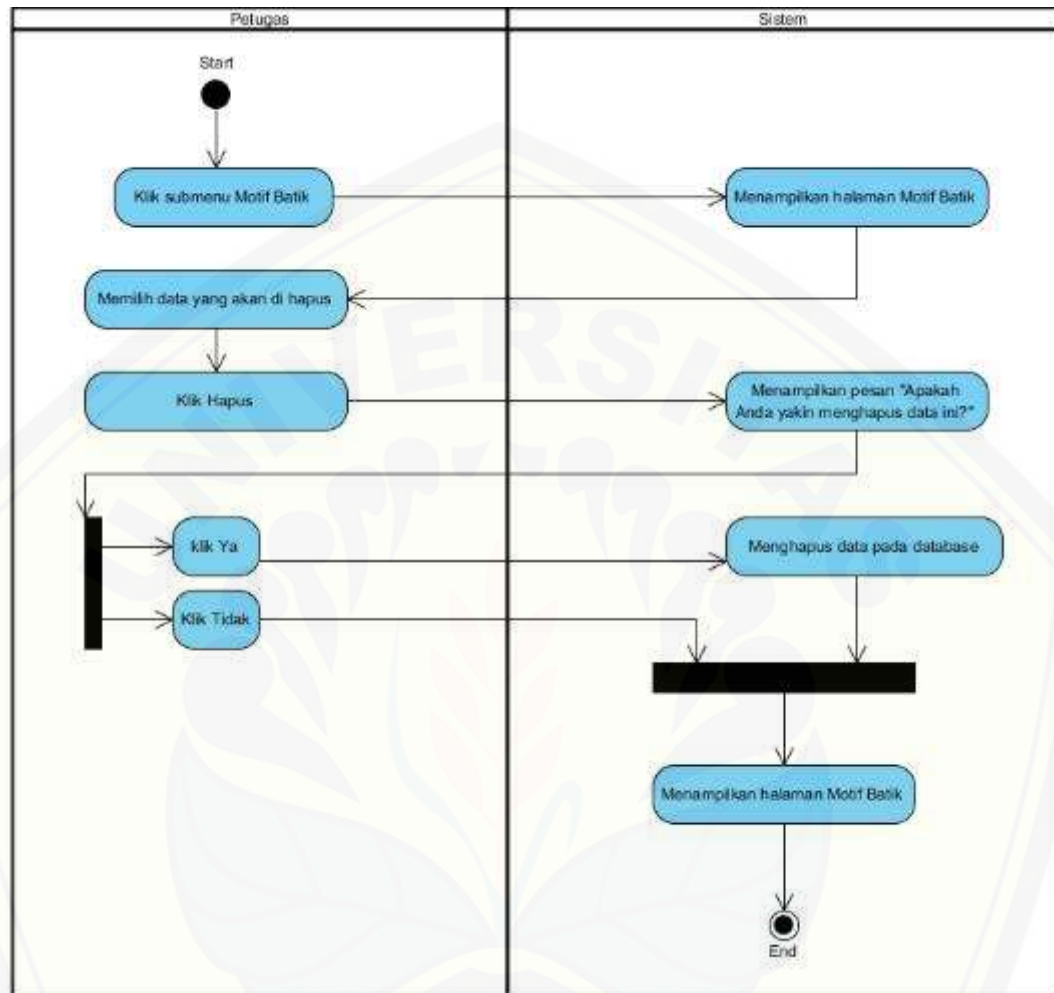 Petugas
Sistem
Start
Klik submenu Motif Batik
Menampilkan halaman Motif Batik
Memilih data yang akan di hapus
Klik Hapus
Menampilkan pesan "Apakah
Anda yakin menghapus data ini?"
klik Ya
Menghapus data pada database
Klik Tidak
Menampilkan halaman Motif Batik
End
UNIVERSITAS